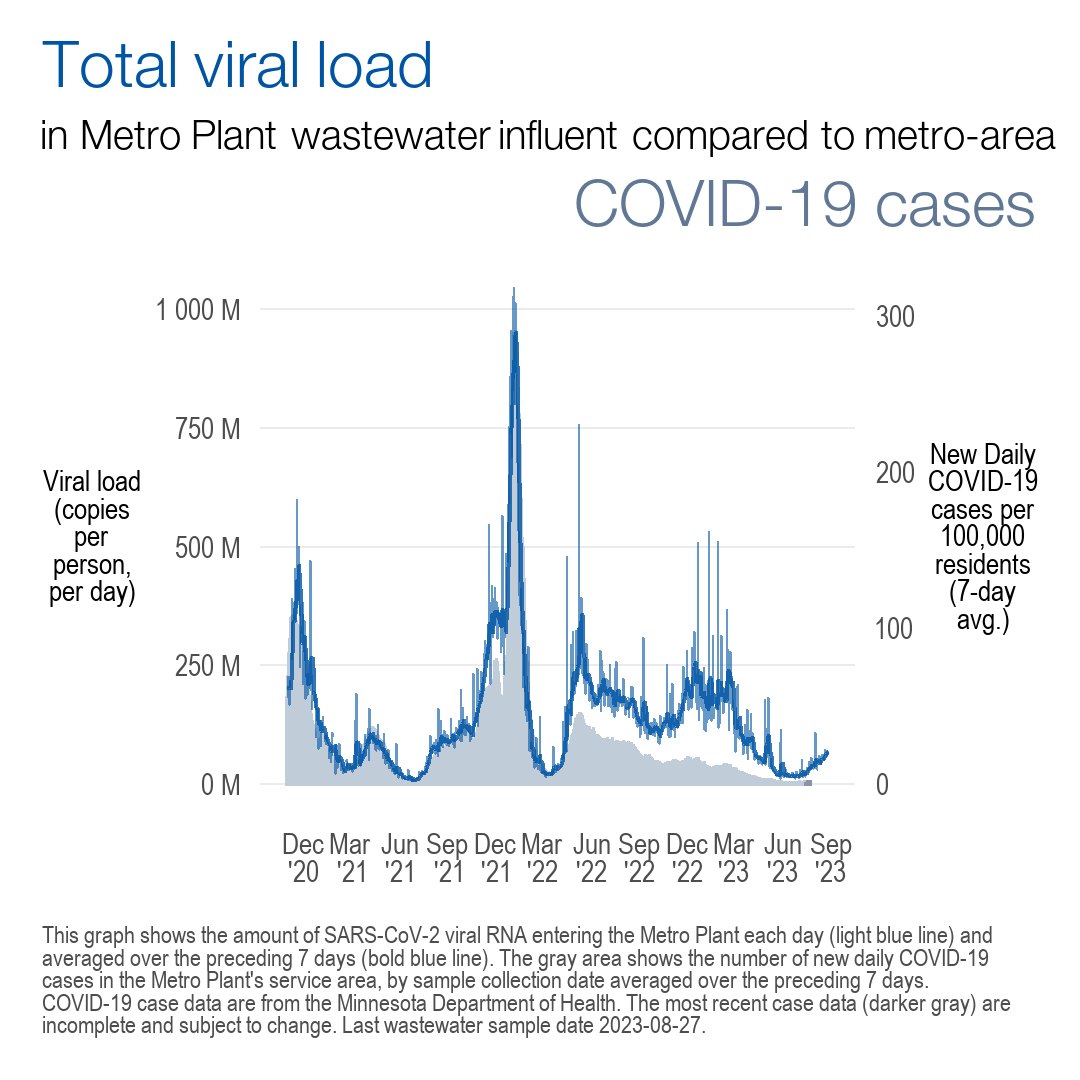 Total viral load
in Metro Plant wastewater influent compared to metro-area
COVID-19 cases
1 000 M
750 M
500 M
250 M
0 M
Viral load
(copies
per
person,
per day)
300
200
100
0
New Daily
COVID-19
cases per
100,000
residents
(7-day
avg.)
Dec Mar Jun Sep Dec Mar Jun Sep Dec Mar Jun Sep
'20 '21 '21 '21 '21 '22 '22 '22 '22 '23 '23 '23
This graph shows the amount of SARS-CoV-2 viral RNA entering the Metro Plant each day (light blue line) and
averaged over the preceding 7 days (bold blue line). The gray area shows the number of new daily COVID-19
cases in the Metro Plant's service area, by sample collection date averaged over the preceding 7 days.
COVID-19 case data are from the Minnesota Department of Health. The most recent case data (darker gray) are
incomplete and subject to change. Last wastewater sample date 2023-08-27.